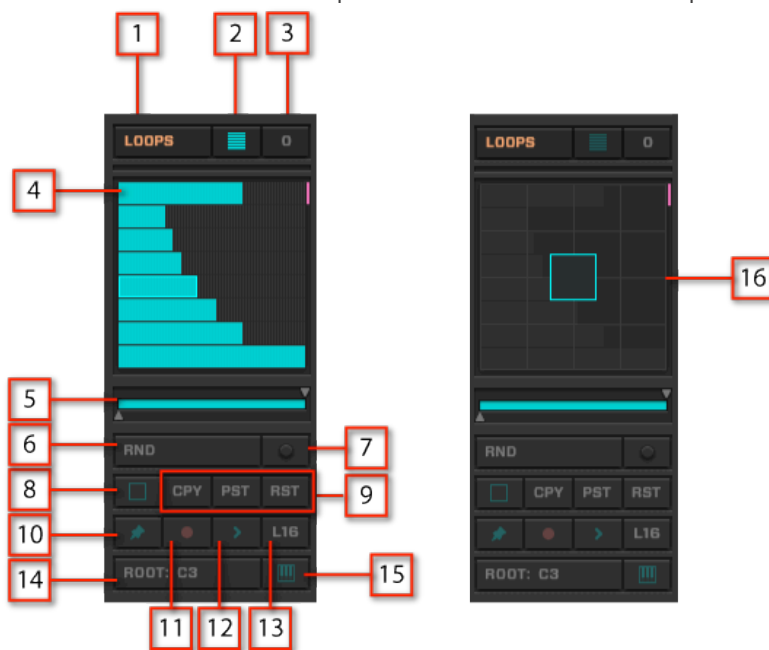 1 2 3
LOOPS 0
LOOPS 0
4
16
5
6
RND
7
RND
8
CPY PST RST
9
CPY PST RST
10
L16
L16
14
ROOT: C3
15
ROOT: C3
11 12 13